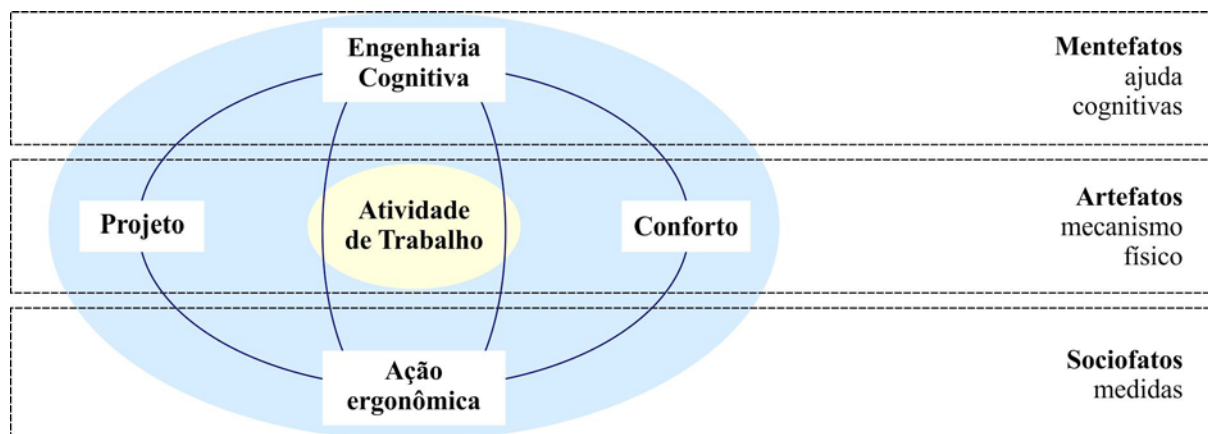 Engenharia
Cognitiva
Mentefatos
ajuda
cognitivas
Projeto
Atividade
de Trabalho
Conforto
Artefatos
mecanismo
físico
Ação
ergonômica
Sociofatos
medidas